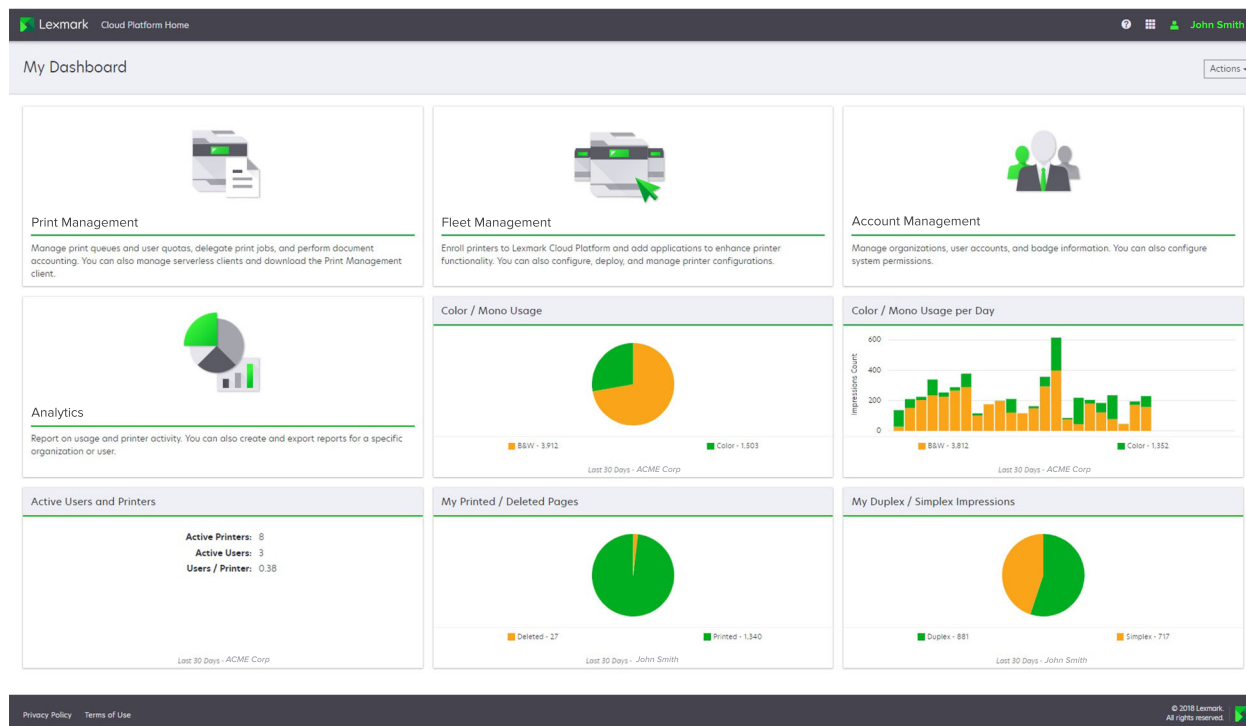 Lexmark Cloud Platform Home
John Smith
My Dashboard
Actions
Print Management
Manage print queues and user quotas, delegate print jobs, and perform document
accounting. You can also manage serverless clients and download the Print Management
client.
Fleet Management
Enroll printers to Lexmark Cloud Platform and add applications to enhance printer
functionality. You can also configure, deploy, and manage printer configurations.
Account Management
Manage organizations, user accounts, and badge information. You can also configure
system permissions.
Analytics
Report on usage and printer activity. You can also create and export reports for a specific
organization or user.
Color / Mono Usage
B&W - 3,912
Color - 1,503
Last 30 Days - ACME Corp
Color / Mono Usage per Day
Impressions Count
600
400
200
0
B&W - 3,812
Color - 1,352
Last 30 Days - ACME Corp
Active Users and Printers
Active Printers: 8
Active Users: 3
Users / Printer: 0.38
Last 30 Days - ACME Corp
My Printed / Deleted Pages
Deleted - 27
Printed - 1,340
Last 30 Days - John Smith
My Duplex / Simplex Impressions
Duplex - 881
Simplex - 717
Last 30 Days - John Smith
Privacy Policy Terms of Use
© 2018 Lexmark.
All rights reserved.